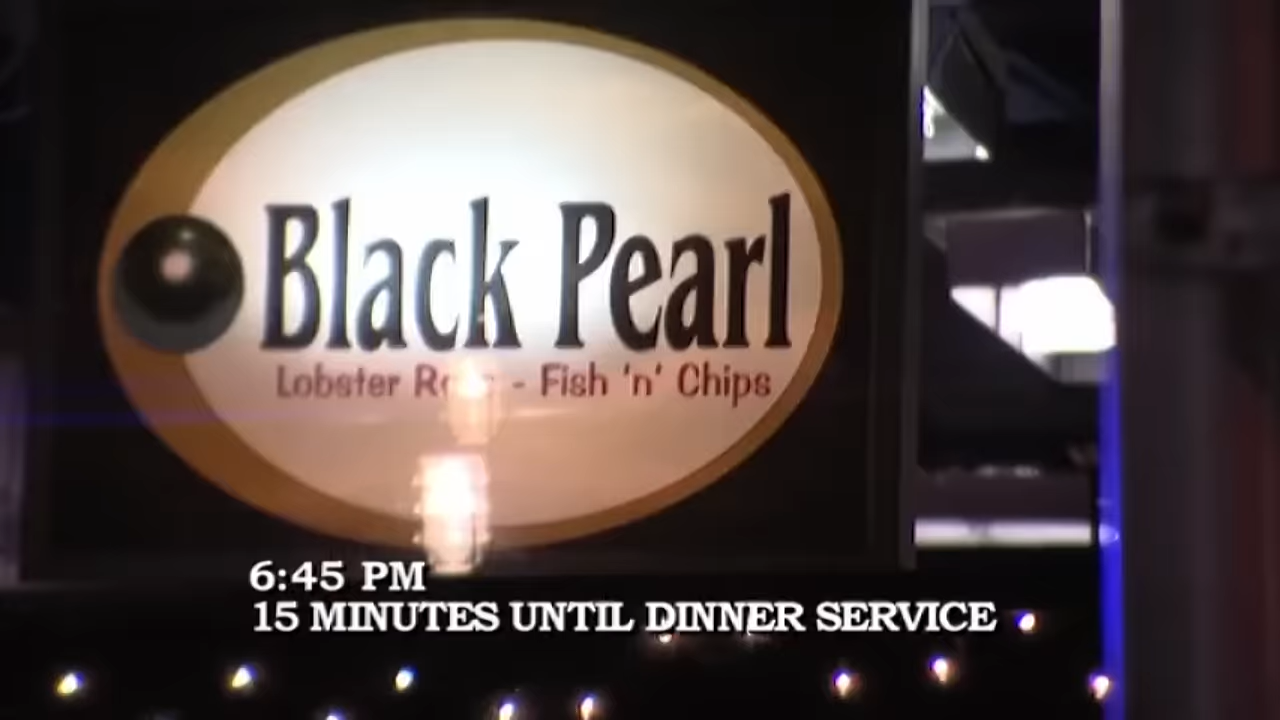 Black Pearl
Lobster - Fish 'n' Chips
6:45 PM
15 MINUTES UNTIL DINNER SERVICE